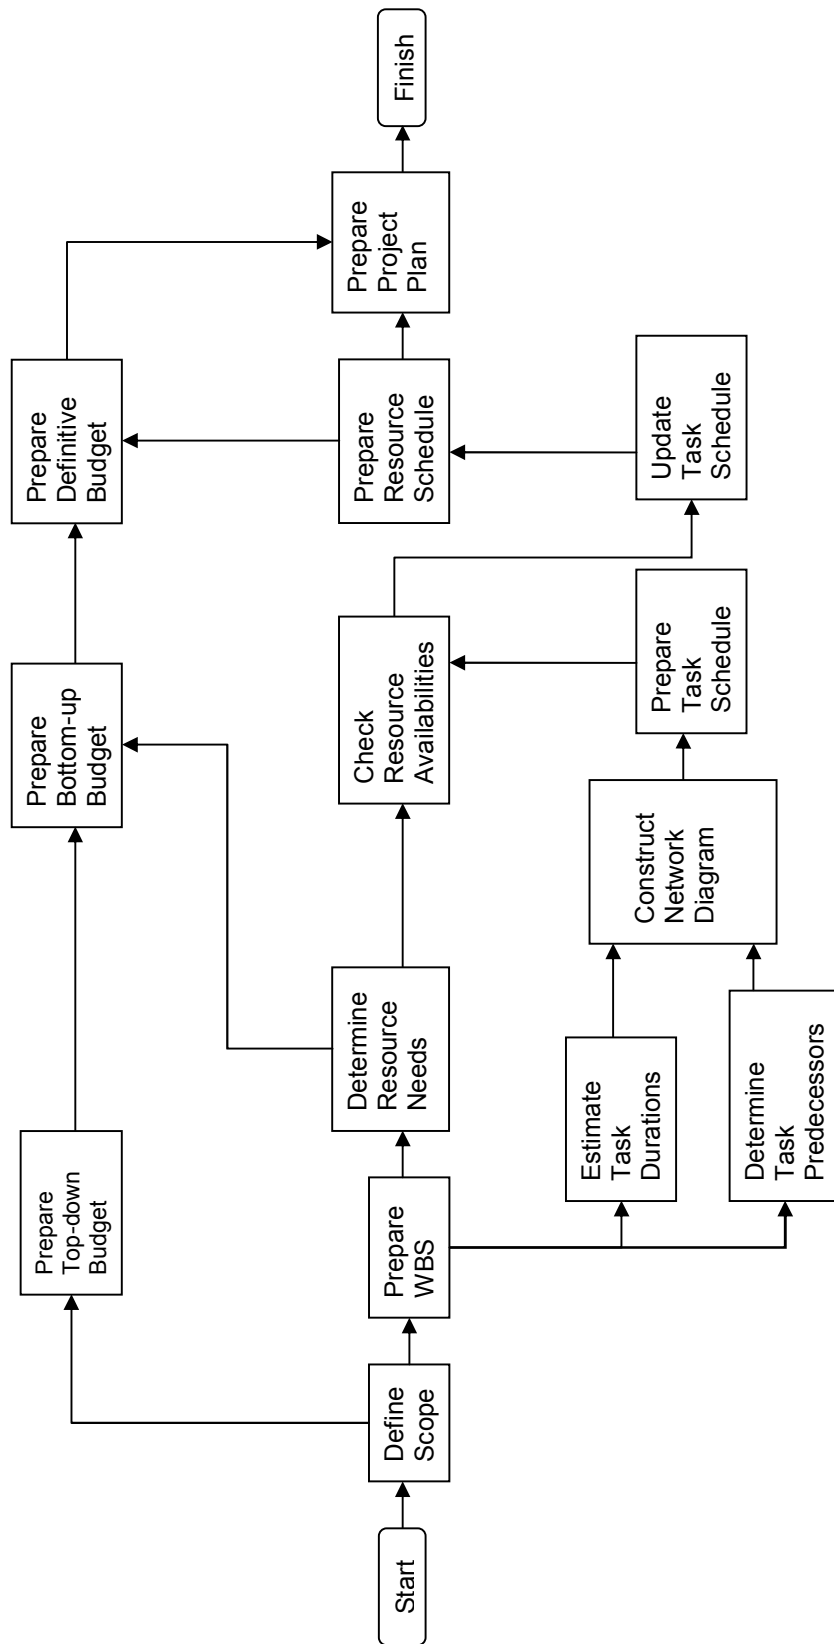 Start
Define
Scope
Prepare
WBS
Prepare
Top-down
Budget
Determine
Resource
Needs
Estimate
Task
Durations
Determine
Task
Predecessors
Construct
Network
Diagram
Prepare
Bottom-up
Budget
Check
Resource
Availabilities
Prepare
Task
Schedule
Update
Task
Schedule
Prepare
Resource
Schedule
Prepare
Definitive
Budget
Prepare
Project
Plan
Finish